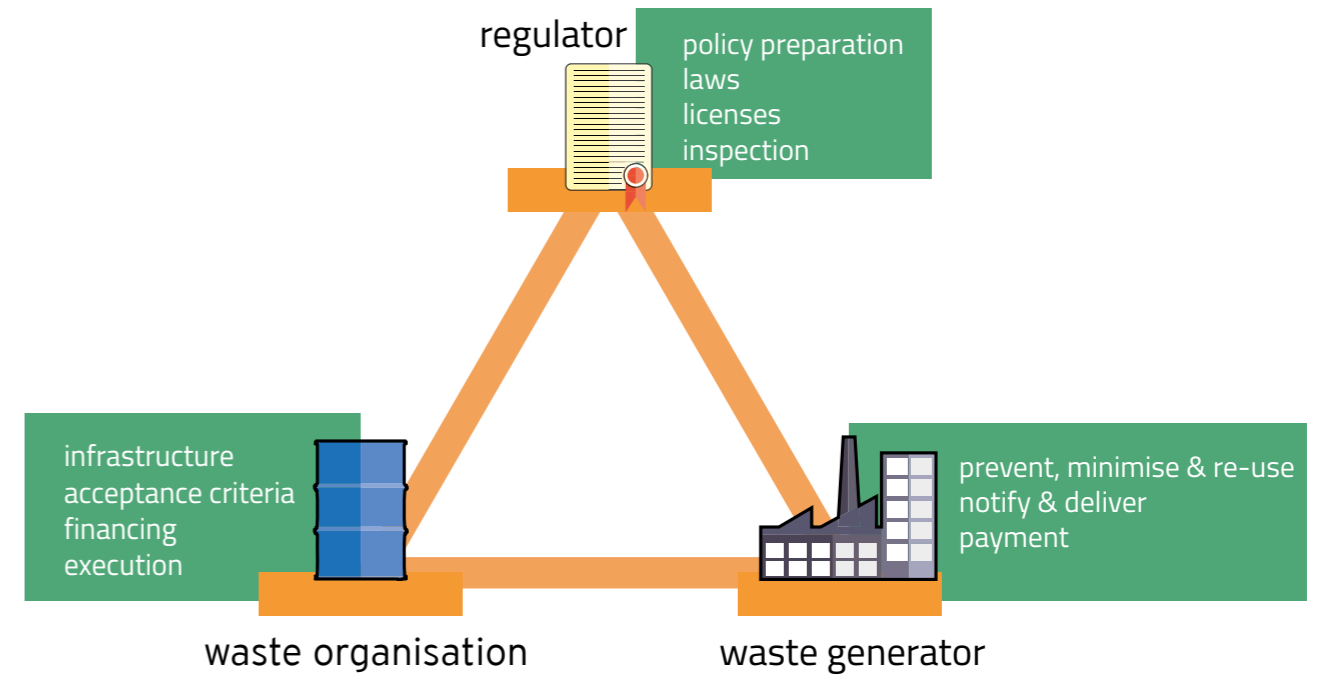 regulator
policy preparation
laws
licenses
inspection
infrastructure
acceptance criteria
financing
execution
prevent, minimise & re-use
notify & deliver
payment
waste organisation
waste generator